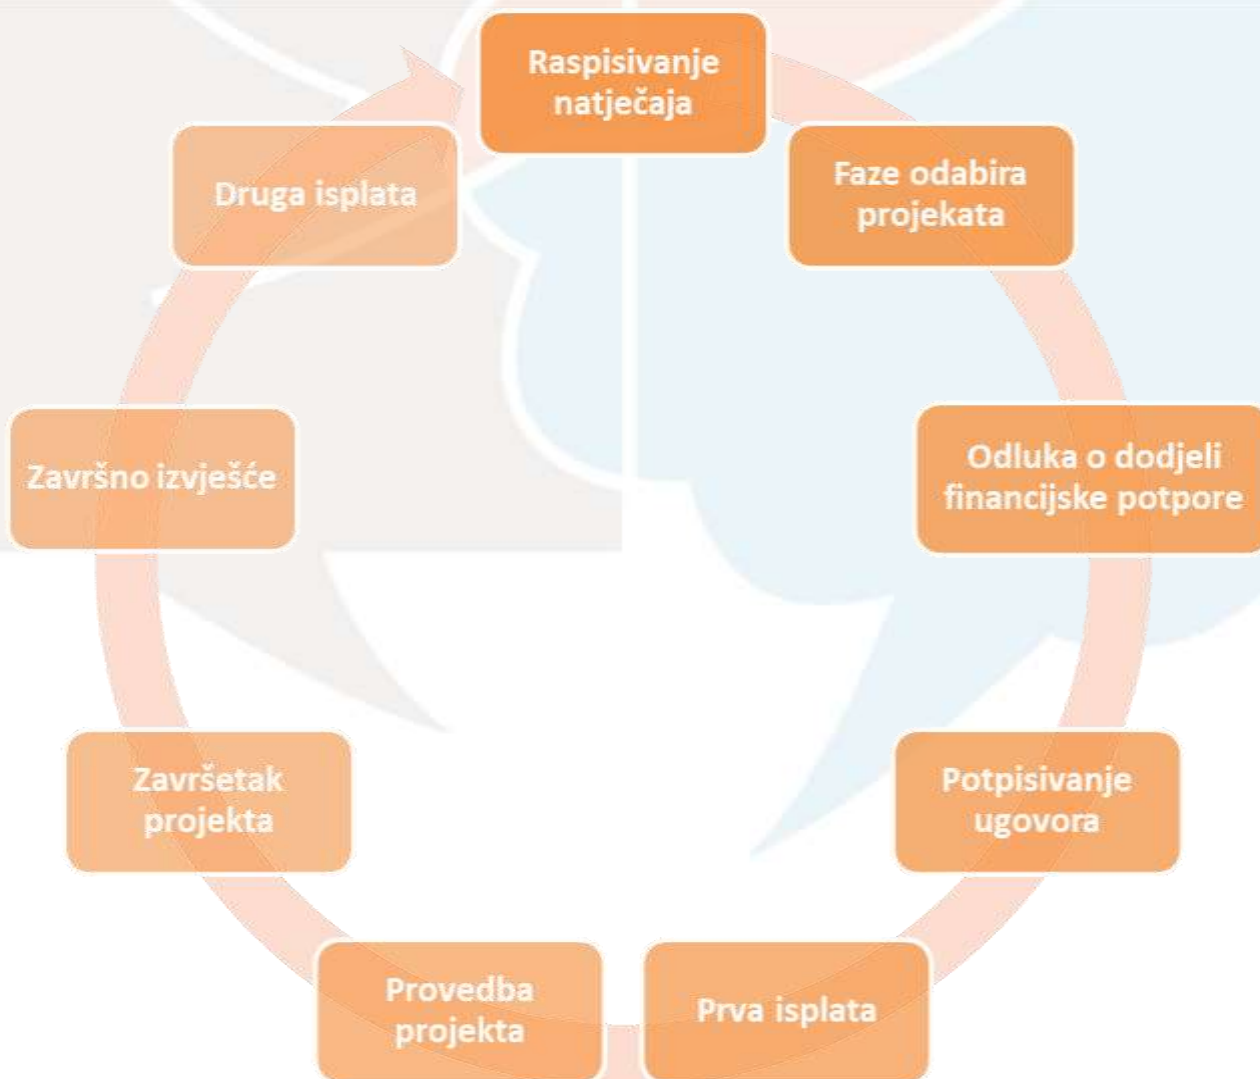 Raspisivanje
natječaja
Faze odabira
projekata
Odluka o dodjeli
financijske potpore
Potpisivanje
ugovora
Prva isplata
Provedba
projekta
Završetak
projekta
Završno izvješće
Druga isplata